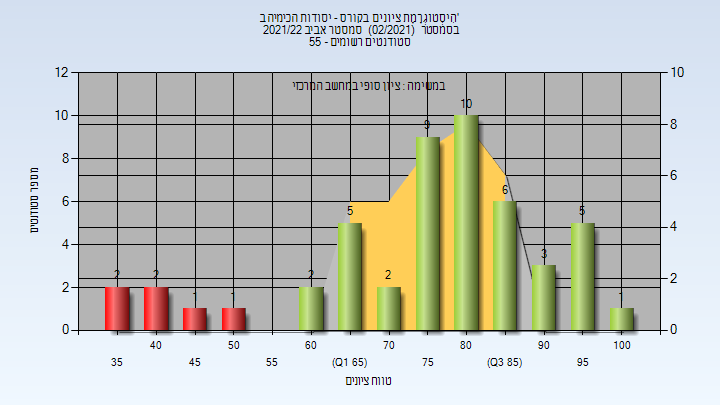 היסטוגרמת ציונים בקורס - יסודות הכימיה ב'
בסמסטר (02/2021) סמסטר אביב 2021/22
סטודנטים רשומים - 55
במשימה : ציון סופי במחשב המרכזי
12 10 8 6 4 2 0
10 8 6 4 2 0
מספר סטודנטים
2 2 1 1 2 5 2 9 10 6 3 5 1
40 50 60 70 80 90 100
35 45 55 (Q1 65) 75 (Q3 85) 95
טווח ציונים